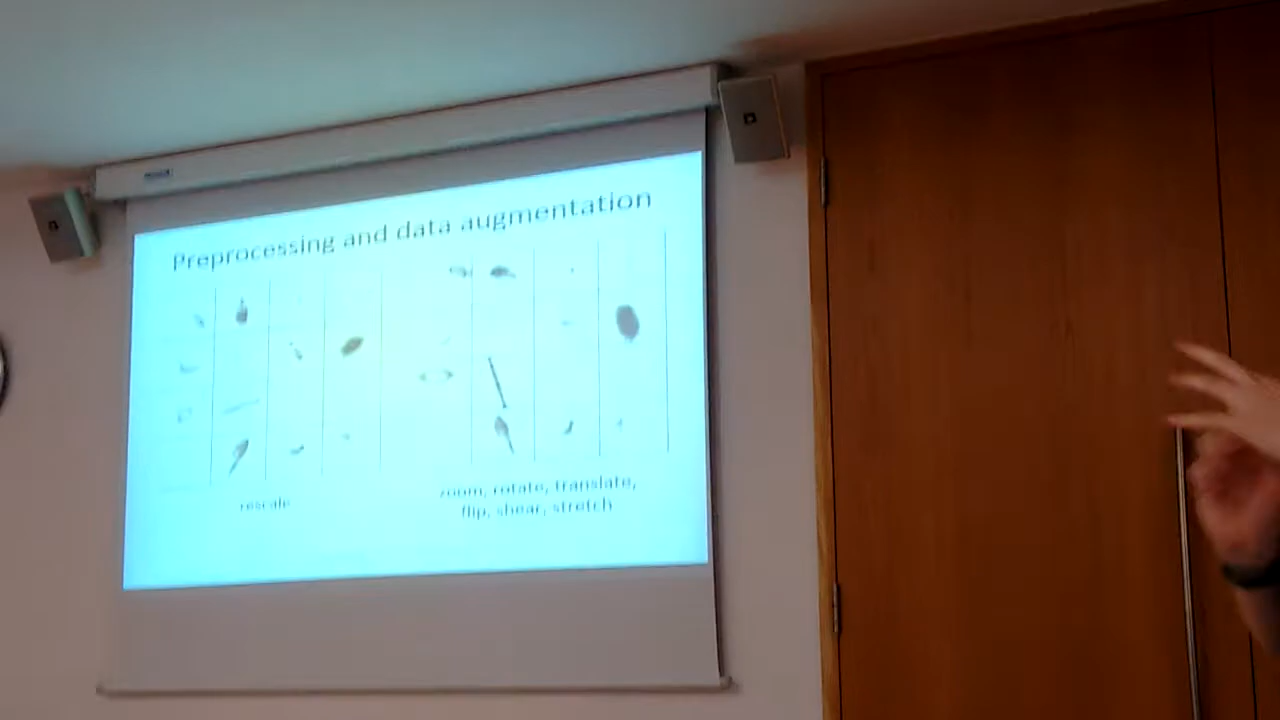 Preprocessing and data augmentation
rescale
zoom, rotate, translate,
flip, shear, stretch